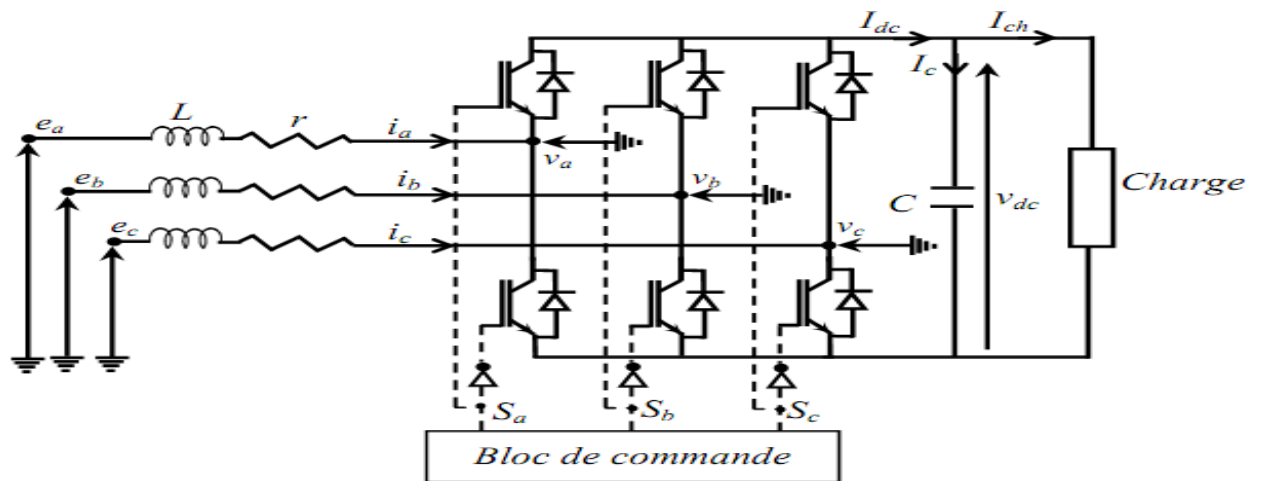 I_dc I_ch
I_c
L r
e_a i_a v_a
e_b i_b v_b
e_c i_c v_c
C v_dc Charge
S_a S_b S_c
Bloc de commande